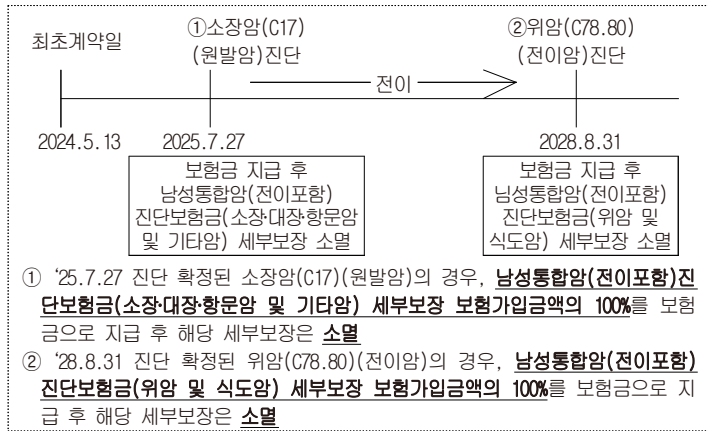 최초계약일
①소장암(C17)
(원발암)진단
전이
②위암(C78.80)
(전이암)진단
2024.5.13
2025.7.27
2028.8.31
보험금 지급 후
남성통합암(전이포함)
진단보험금(소장·대장·항문암
및 기타암) 세부보장 소멸
보험금 지급 후
님성통합암(전이포함)
진단보험금(위암 및
식도암) 세부보장 소멸
① ‘25.7.27 진단 확정된 소장암(C17)(원발암)의 경우, 남성통합암(전이포함)진
단보험금(소장·대장·항문암 및 기타암) 세부보장 보험가입금액의 100%를 보험
금으로 지급 후 해당 세부보장은 소멸
② ‘28.8.31 진단 확정된 위암(C78.80)(전이암)의 경우, 남성통합암(전이포함)
진단보험금(위암 및 식도암) 세부보장 보험가입금액의 100%를 보험금으로 지
급 후 해당 세부보장은 소멸